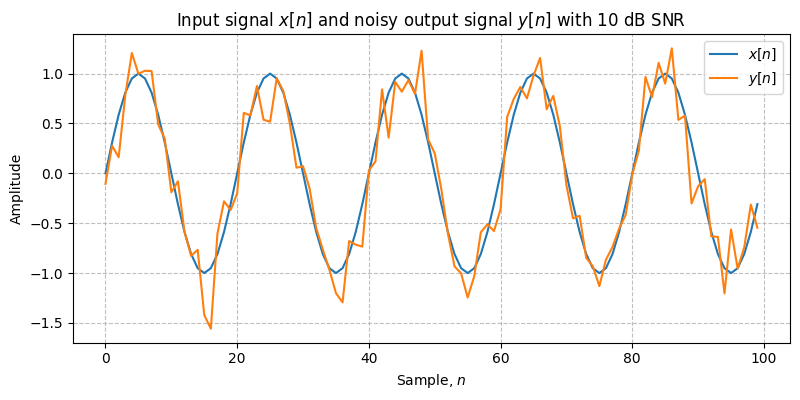 Input signal x[n] and noisy output signal y[n] with 10 dB SNR
x[n]
y[n]
Amplitude
1.0
0.5
0.0
−0.5
−1.0
−1.5
0 20 40 60 80 100
Sample, n